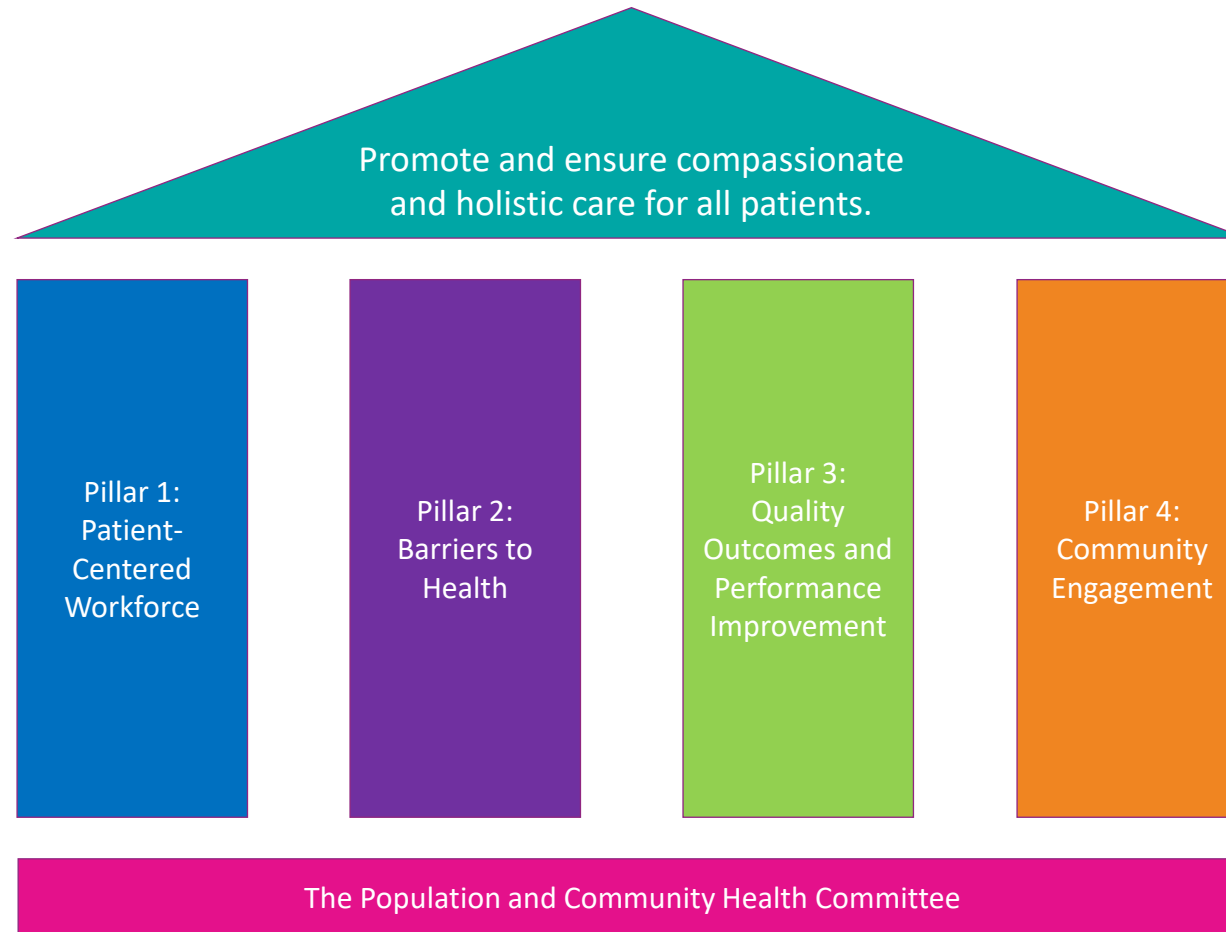 Promote and ensure compassionate
and holistic care for all patients.
Pillar 1:
Patient-
Centered
Workforce
Pillar 2:
Barriers to
Health
Pillar 3:
Quality
Outcomes and
Performance
Improvement
Pillar 4:
Community
Engagement
The Population and Community Health Committee